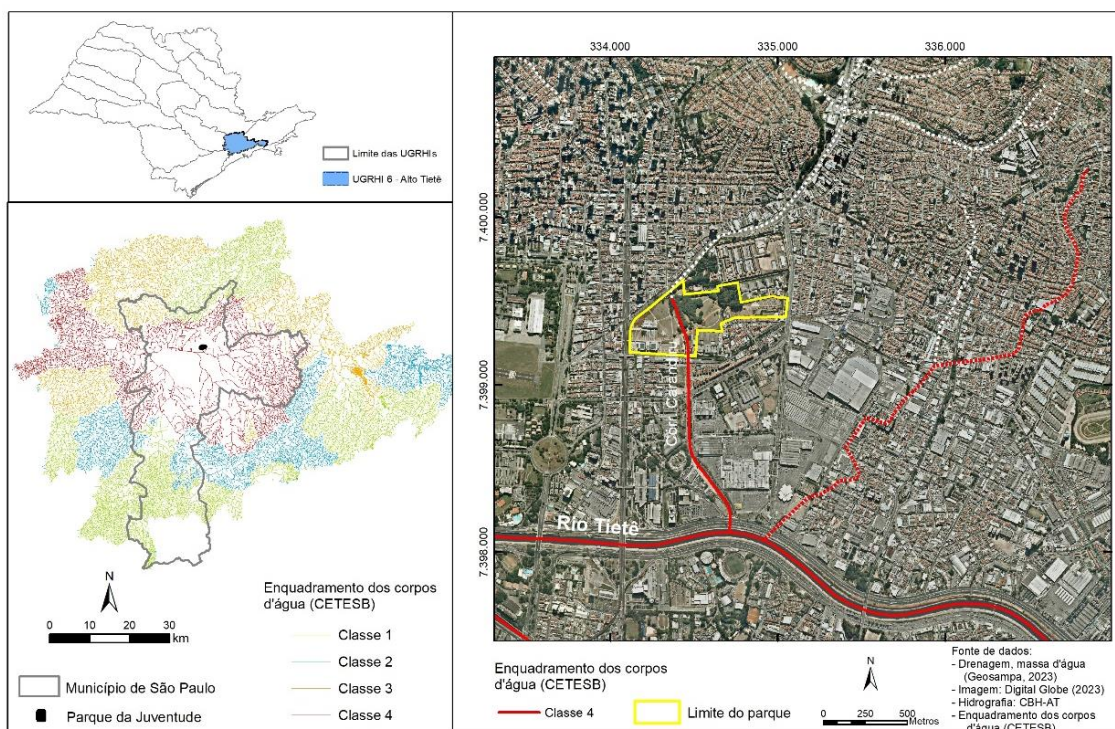 Limite das UGRHIs
UGRHI 6 - Alto Tietê
N
0 10 20 30
km
Enquadramento dos corpos
d'água (CETESB)
Classe 1
Classe 2
Classe 3
Classe 4
Município de São Paulo
Parque da Juventude
334.000 335.000 336.000
7.400.000
7.399.000
7.398.000
Rio Tietê
Enquadramento dos corpos
d'água (CETESB)
Classe 4
Limite do parque
N
0 250 500
Metros
Fonte de dados:
- Drenagem, massa d'água
(Geosampa, 2023)
- Imagem: Digital Globe (2023)
- Hidrografia: CBH-AT
- Enquadramento dos corpos
d'água (CETESB)